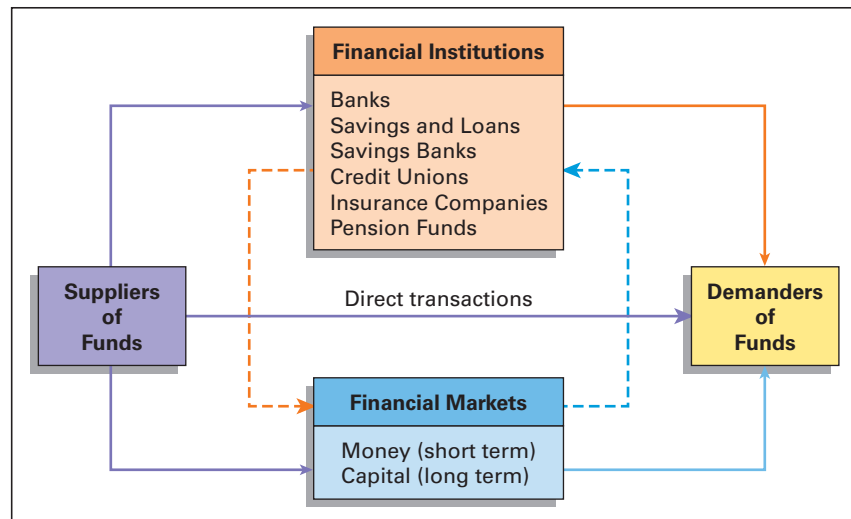 Financial Institutions
Banks
Savings and Loans
Savings Banks
Credit Unions
Insurance Companies
Pension Funds
Suppliers
of
Funds
Direct transactions
Demanders
of
Funds
Financial Markets
Money (short term)
Capital (long term)